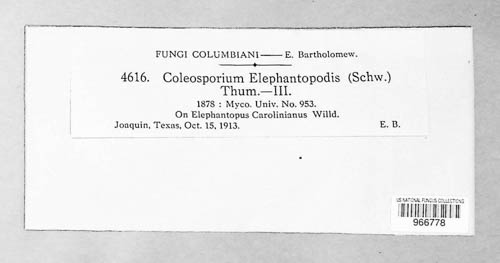 FUNGI COLUMBIANI — E. Bartholomew.
4616. Coleosporium Elephantopodis (Schw.)
Thum.—III.
1878 : Myco. Univ. No. 953.
On Elephantopus Carolinianus Willd.
Joaquin, Texas, Oct. 15, 1913. E. B.
US NATIONAL FUNGUS COLLECTIONS
966778